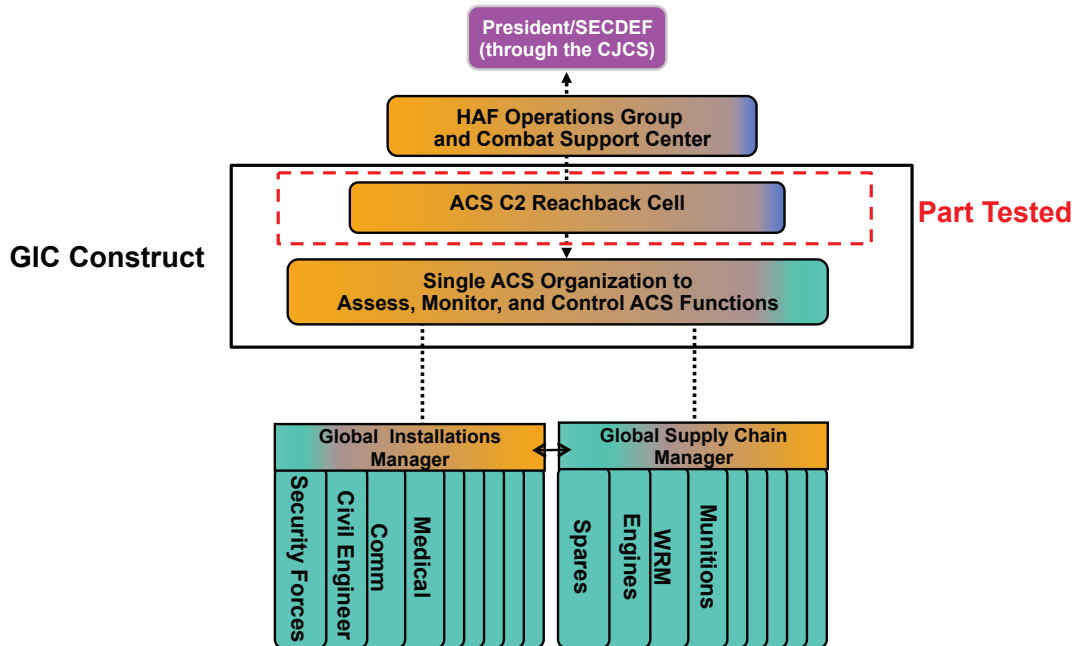 President/SECDEF
(through the CJCS)
HAF Operations Group
and Combat Support Center
ACS C2 Reachback Cell
Part Tested
GIC Construct
Single ACS Organization to
Assess, Monitor, and Control ACS Functions
Global Installations
Manager
Global Supply Chain
Manager
Security Forces
Civil Engineer
Comm
Medical
Spares
Engines
WRM
Munitions